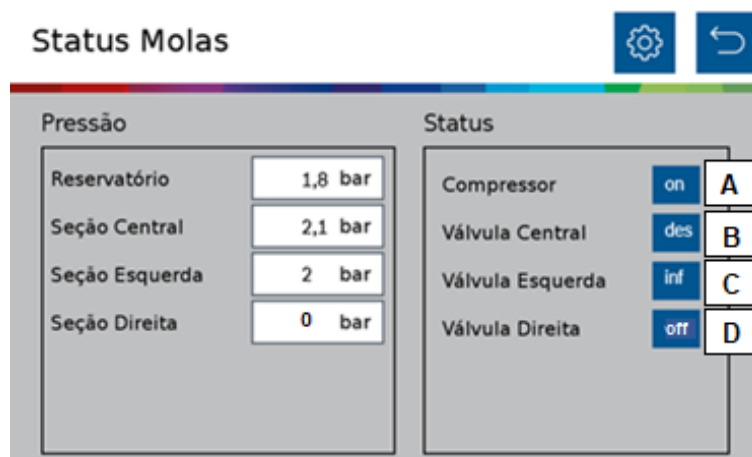 Status Molas
Pressão
Reservatório 1,8 bar
Seção Central 2,1 bar
Seção Esquerda 2 bar
Seção Direita 0 bar
Status
Compressor on A
Válvula Central des B
Válvula Esquerda inf C
Válvula Direita off D